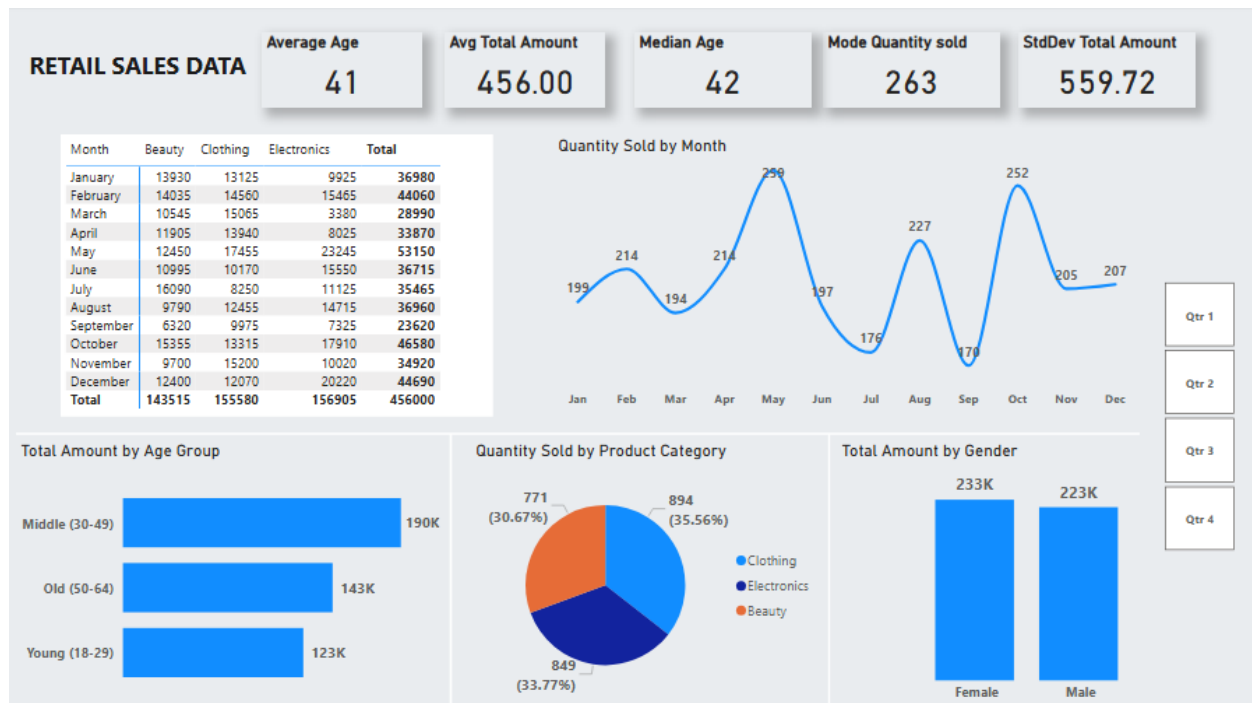 RETAIL SALES DATA
Average Age
41
Avg Total Amount
456.00
Median Age
42
Mode Quantity sold
263
StdDev Total Amount
559.72
Month Beauty Clothing Electronics Total
January 13930 13125 9925 36980
February 14035 14560 15465 44060
March 10545 15065 3380 28990
April 11905 13940 8025 33870
May 12450 17455 23245 53150
June 10995 10170 15550 36715
July 16090 8250 11125 35465
August 9790 12455 14715 36960
September 6320 9975 7325 23620
October 15355 13315 17910 46580
November 9700 15200 10020 34920
December 12400 12070 20220 44690
Total 143515 155580 156905 456000
Quantity Sold by Month
199 214 194 214 259 197 176 227 170 252 205 207
Jan Feb Mar Apr May Jun Jul Aug Sep Oct Nov Dec
Qtr 1
Qtr 2
Qtr 3
Qtr 4
Total Amount by Age Group
Middle (30-49) 190K
Old (50-64) 143K
Young (18-29) 123K
Quantity Sold by Product Category
771
(30.67%)
894
(35.56%)
849
(33.77%)
Clothing
Electronics
Beauty
Total Amount by Gender
233K 223K
Female Male